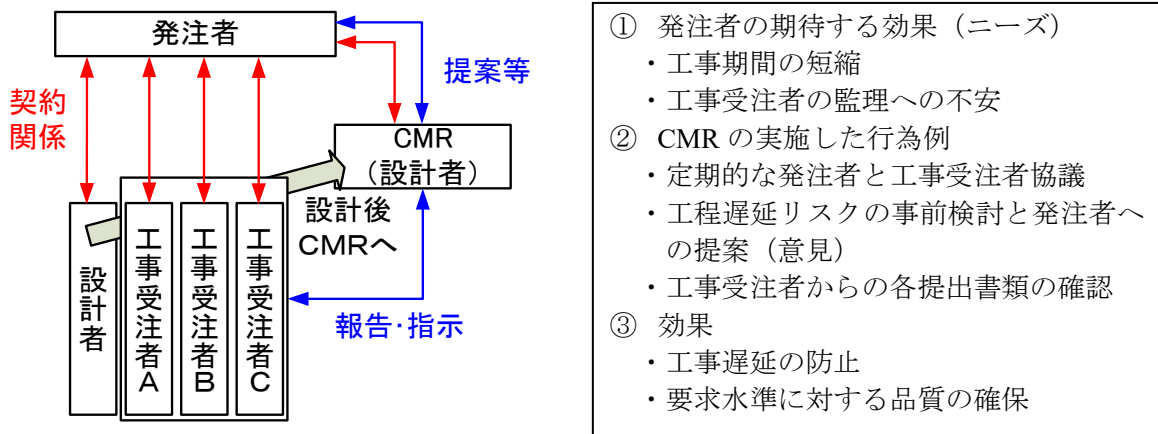 発注者
契約
関係
提案等
CMR
（設計者）
設計後
CMRへ
設計者
工事受注者A
工事受注者B
工事受注者C
報告･指示
① 発注者の期待する効果（ニーズ）
・工事期間の短縮
・工事受注者の監理への不安
② CMR の実施した行為例
・定期的な発注者と工事受注者協議
・工程遅延リスクの事前検討と発注者へ
の提案（意見）
・工事受注者からの各提出書類の確認
③ 効果
・工事遅延の防止
・要求水準に対する品質の確保